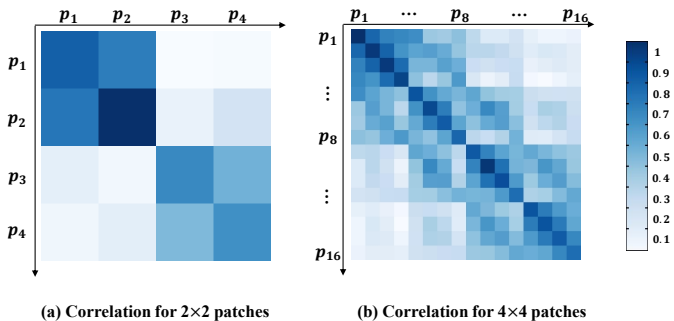 p₁ p₂ p₃ p₄
p₁
p₂
p₃
p₄
(a) Correlation for 2×2 patches
p₁ ··· p₈ ··· p₁₆
p₁
⋮
p₈
⋮
p₁₆
(b) Correlation for 4×4 patches
1
0.9
0.8
0.7
0.6
0.5
0.4
0.3
0.2
0.1